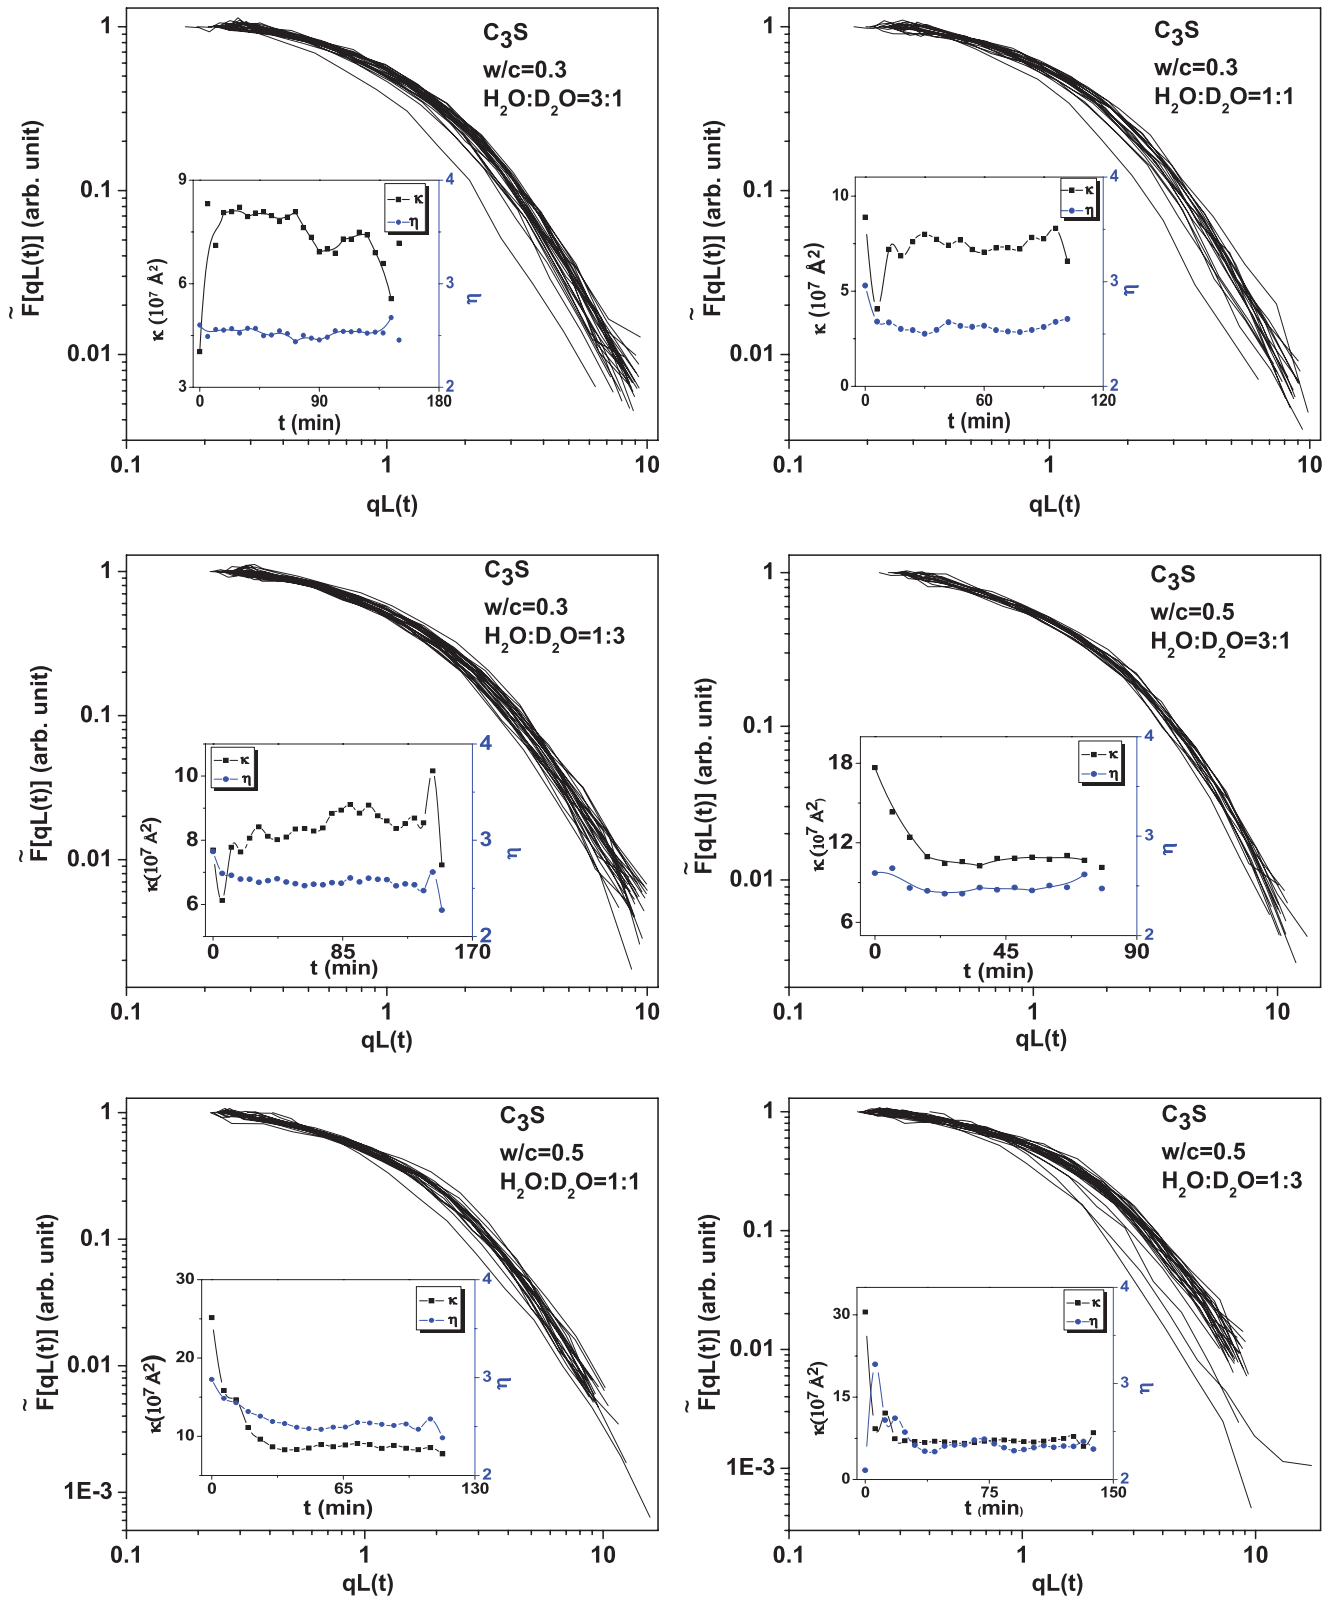 C3S
w/c=0.3
H2O:D2O=3:1
F̃[qL(t)] (arb. unit)
1
0.1
0.01
0.1
1
10
qL(t)
κ (10^7 Å^2)
9
6
3
0
90
180
t (min)
4
3
2
η
κ
η
C3S
w/c=0.3
H2O:D2O=1:1
F̃[qL(t)] (arb. unit)
1
0.1
0.01
0.1
1
10
qL(t)
κ (10^7 Å^2)
10
5
0
0
60
120
t (min)
4
3
2
η
κ
η
C3S
w/c=0.3
H2O:D2O=1:3
F̃[qL(t)] (arb. unit)
1
0.1
0.01
0.1
1
10
qL(t)
κ(10^7 Å^2)
10
8
6
0
85
170
t (min)
4
3
2
η
κ
η
C3S
w/c=0.5
H2O:D2O=3:1
F̃[qL(t)] (arb. unit)
1
0.1
0.01
0.1
1
10
qL(t)
κ(10^7 Å^2)
18
12
6
0
45
90
t (min)
4
3
2
η
κ
η
C3S
w/c=0.5
H2O:D2O=1:1
F̃[qL(t)] (arb. unit)
1
0.1
0.01
1E-3
0.1
1
10
qL(t)
κ(10^7 Å^2)
30
20
10
0
65
130
t (min)
4
3
2
η
κ
η
C3S
w/c=0.5
H2O:D2O=1:3
F̃[qL(t)] (arb. unit)
1
0.1
0.01
1E-3
0.1
1
10
qL(t)
κ(10^7 Å^2)
30
15
0
0
75
150
t (min)
4
3
2
η
κ
η